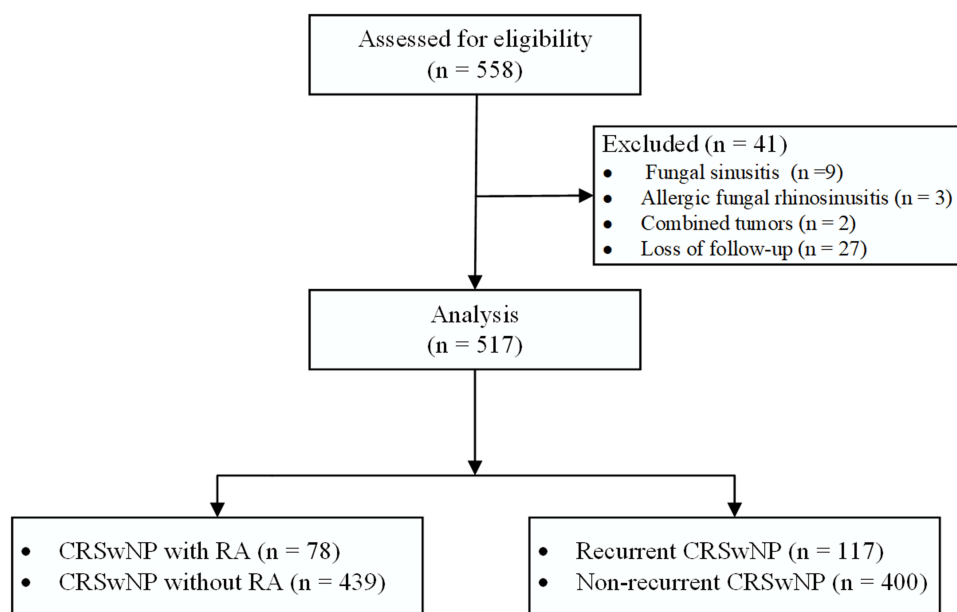 Assessed for eligibility
(n = 558)
Excluded (n = 41)
• Fungal sinusitis (n =9)
• Allergic fungal rhinosinusitis (n = 3)
• Combined tumors (n = 2)
• Loss of follow-up (n = 27)
Analysis
(n = 517)
• CRSwNP with RA (n = 78)
• CRSwNP without RA (n = 439)
• Recurrent CRSwNP (n = 117)
• Non-recurrent CRSwNP (n = 400)